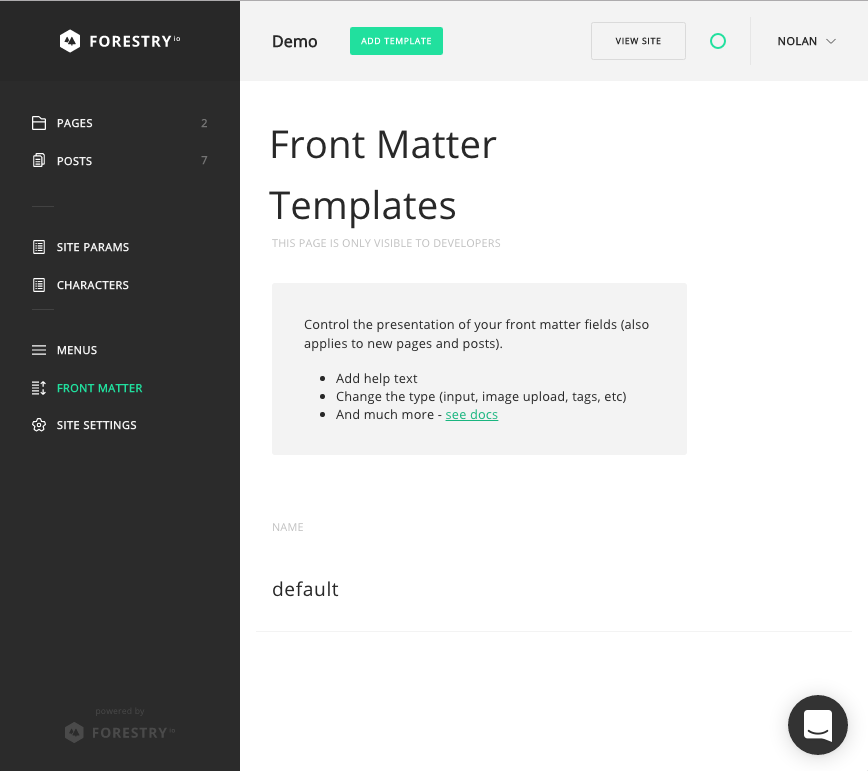 FORESTRY io
Demo
ADD TEMPLATE
VIEW SITE
NOLAN
PAGES 2
POSTS 7
SITE PARAMS
CHARACTERS
MENUS
FRONT MATTER
SITE SETTINGS
powered by
FORESTRY io
Front Matter
Templates
THIS PAGE IS ONLY VISIBLE TO DEVELOPERS
Control the presentation of your front matter fields (also
applies to new pages and posts).
• Add help text
• Change the type (input, image upload, tags, etc)
• And much more - see docs
NAME
default